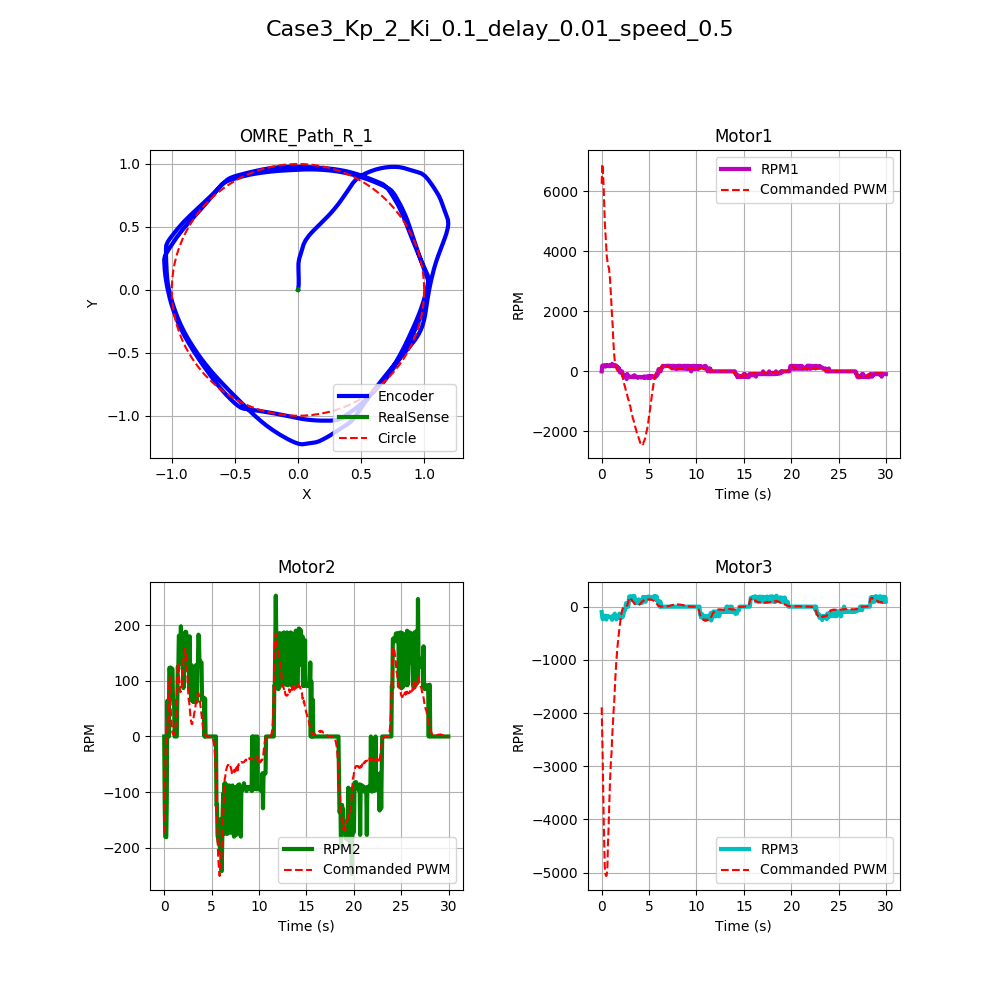 Case3_Kp_2_Ki_0.1_delay_0.01_speed_0.5
OMRE_Path_R_1
1.0
0.5
0.0
−0.5
−1.0
Y
−1.0
−0.5
0.0
0.5
1.0
X
Encoder
RealSense
Circle
Motor1
6000
4000
2000
0
−2000
RPM
0
5
10
15
20
25
30
Time (s)
RPM1
Commanded PWM
Motor2
200
100
0
−100
−200
RPM
0
5
10
15
20
25
30
Time (s)
RPM2
Commanded PWM
Motor3
0
−1000
−2000
−3000
−4000
−5000
RPM
0
5
10
15
20
25
30
Time (s)
RPM3
Commanded PWM